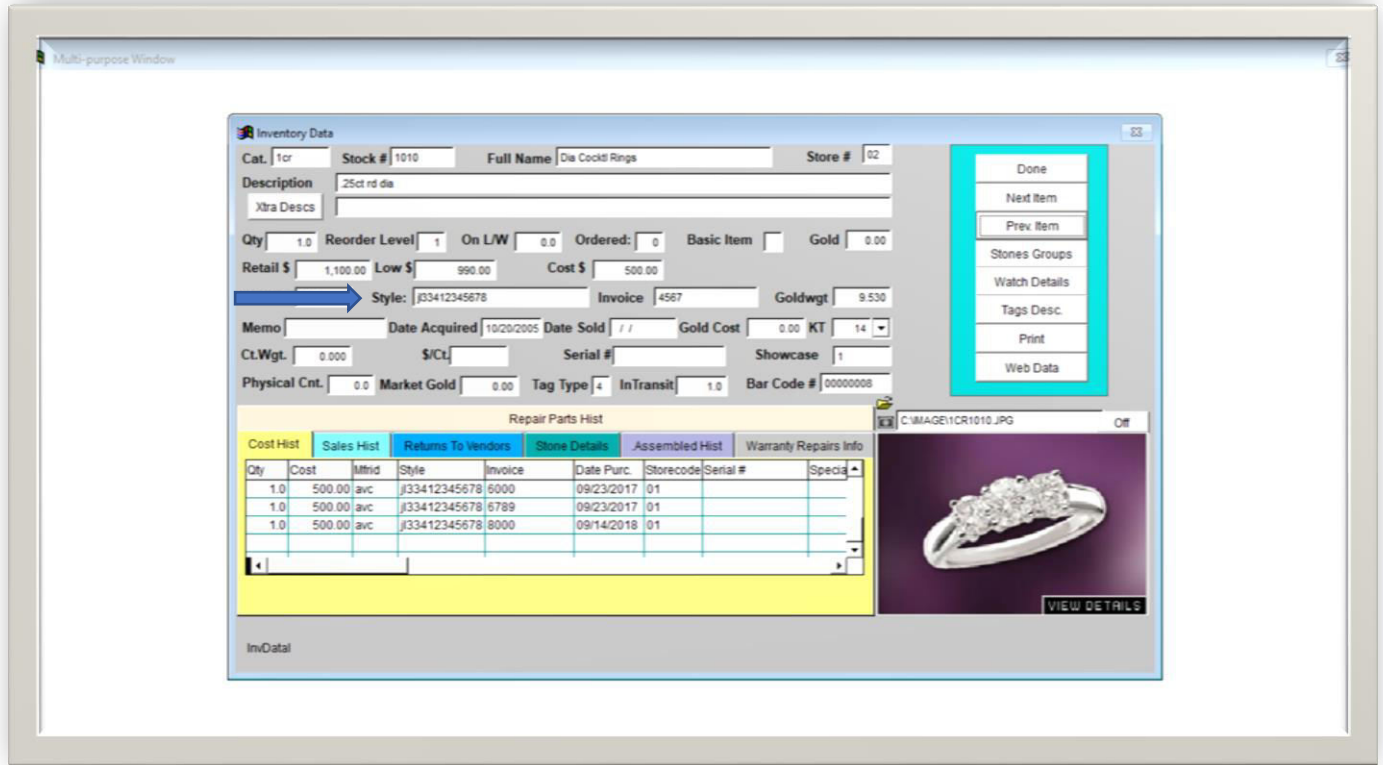 Multi-purpose Window
Inventory Data
Cat. 1cr Stock # 1010 Full Name Dia Cocktl Rings Store # 02
Description .25ct rd dia
Xtra Descs
Qty 1.0 Reorder Level 1 On L/W 0.0 Ordered: 0 Basic Item Gold 0.00
Retail $ 1,100.00 Low $ 990.00 Cost $ 500.00
Style: jl33412345678 Invoice 4567 Goldwgt 9.530
Memo Date Acquired 10/20/2005 Date Sold / / Gold Cost 0.00 KT 14
Ct.Wgt. 0.000 $/Ct. Serial # Showcase 1
Physical Cnt. 0.0 Market Gold 0.00 Tag Type 4 InTransit 1.0 Bar Code # 00000008
Done
Next Item
Prev. Item
Stones Groups
Watch Details
Tags Desc.
Print
Web Data
Repair Parts Hist
Cost Hist Sales Hist Returns To Vendors Stone Details .Assembled Hist Warranty Repairs Info
Qty Cost Mfrid Style Invoice Date Purc. Storecode Serial # Specia
1.0 500.00 avc jl33412345678 6000 09/23/2017 01
1.0 500.00 avc jl33412345678 6789 09/23/2017 01
1.0 500.00 avc jl33412345678 8000 09/14/2018 01
C:\IMAGE\1CR1010.JPG Off
VIEW DETAILS
InvDataI